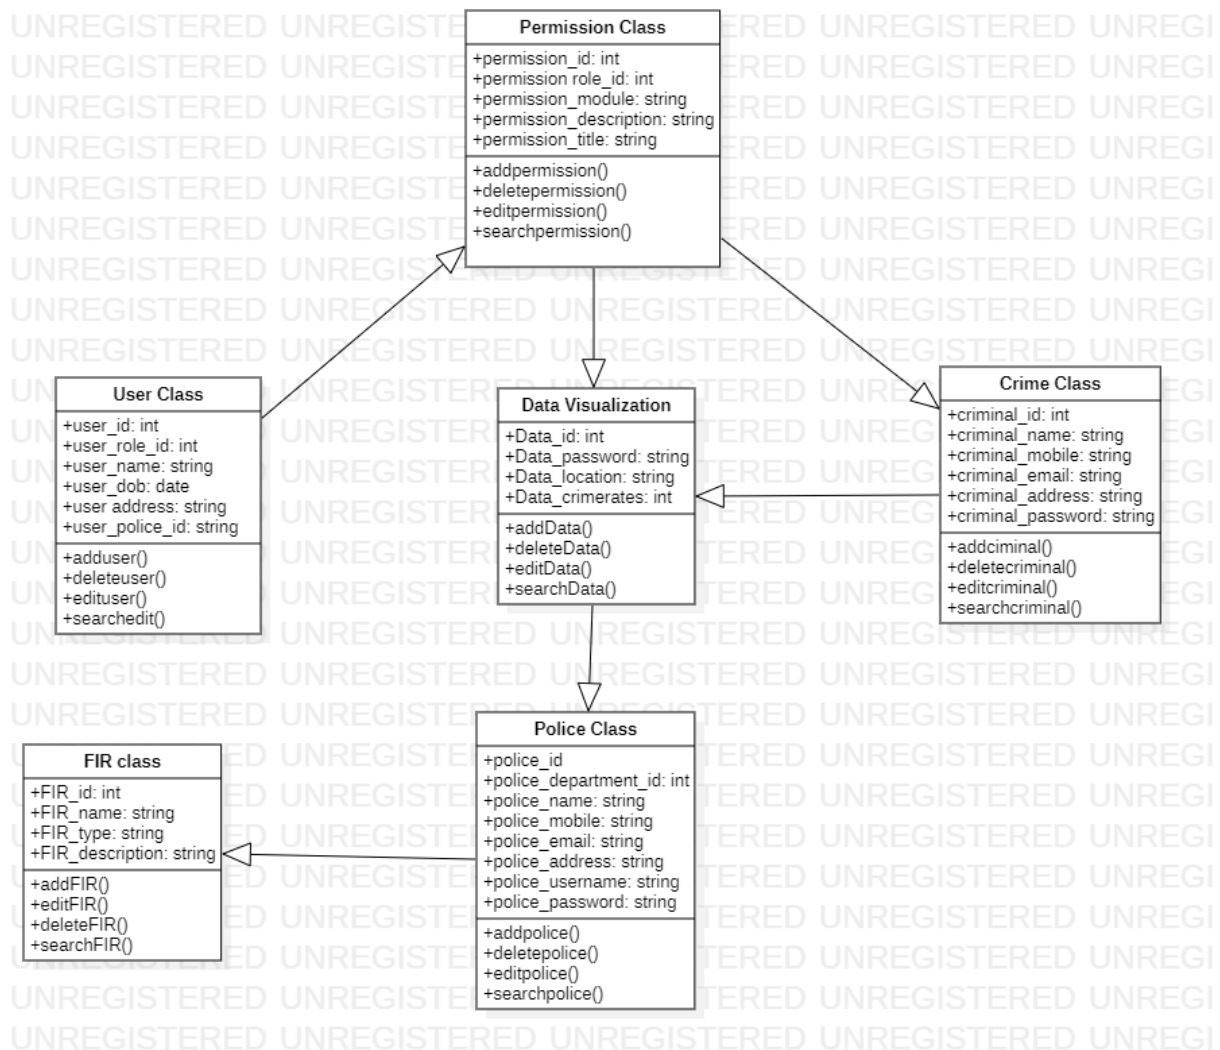 Permission Class
+permission_id: int
+permission role_id: int
+permission_module: string
+permission_description: string
+permission_title: string
+addpermission()
+deletepermission()
+editpermission()
+searchpermission()
User Class
+user_id: int
+user_role_id: int
+user_name: string
+user_dob: date
+user address: string
+user_police_id: string
+adduser()
+deleteuser()
+edituser()
+searchedit()
Data Visualization
+Data_id: int
+Data_password: string
+Data_location: string
+Data_crimerates: int
+addData()
+deleteData()
+editData()
+searchData()
Crime Class
+criminal_id: int
+criminal_name: string
+criminal_mobile: string
+criminal_email: string
+criminal_address: string
+criminal_password: string
+addciminal()
+deletecriminal()
+editcriminal()
+searchcriminal()
FIR class
+FIR_id: int
+FIR_name: string
+FIR_type: string
+FIR_description: string
+addFIR()
+editFIR()
+deleteFIR()
+searchFIR()
Police Class
+police_id
+police_department_id: int
+police_name: string
+police_mobile: string
+police_email: string
+police_address: string
+police_username: string
+police_password: string
+addpolice()
+deletepolice()
+editpolice()
+searchpolice()
UNREGISTERED